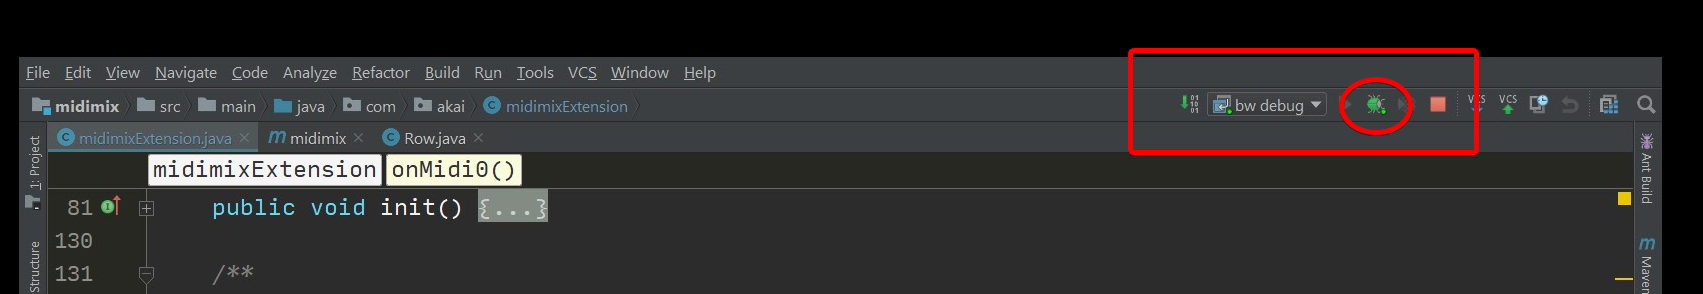 File Edit View Navigate Code Analyze Refactor Build Run Tools VCS Window Help
midimix src main java com akai midimixExtension bw debug VCS VCS
midimixExtension.java midimix Row.java
midimixExtension onMidi0()
81 public void init() {...}
130
131 /**
1: Project
Structure
Ant Build
Maven